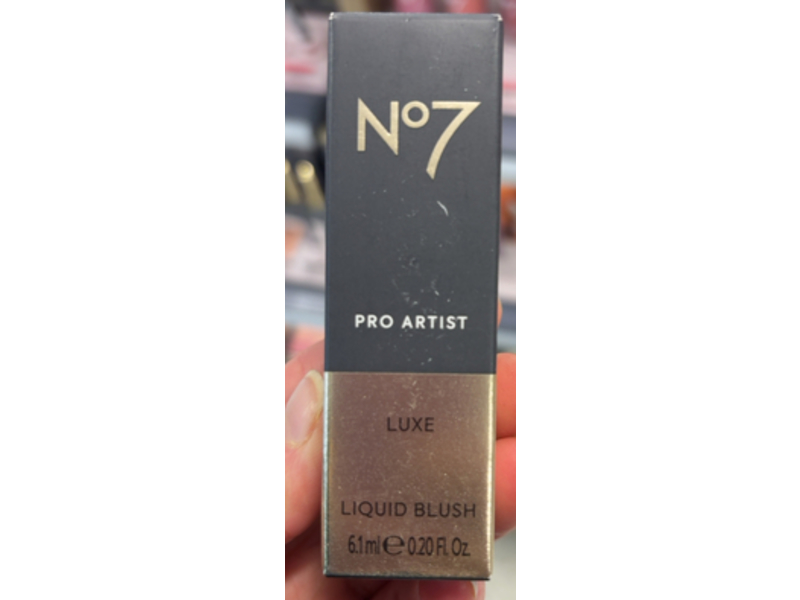 Nº7
PRO ARTIST
LUXE
LIQUID BLUSH
6.1ml ℮ 0.20 Fl. Oz.